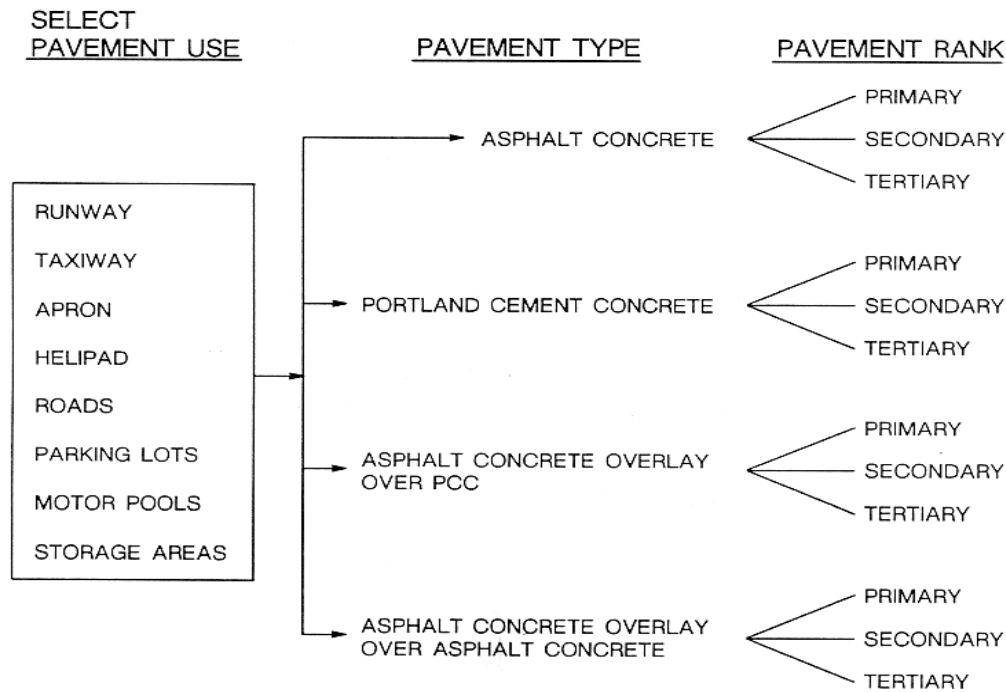 SELECT
PAVEMENT USE
PAVEMENT TYPE
PAVEMENT RANK
RUNWAY
TAXIWAY
APRON
HELIPAD
ROADS
PARKING LOTS
MOTOR POOLS
STORAGE AREAS
ASPHALT CONCRETE
PRIMARY
SECONDARY
TERTIARY
PORTLAND CEMENT CONCRETE
PRIMARY
SECONDARY
TERTIARY
ASPHALT CONCRETE OVERLAY
OVER PCC
PRIMARY
SECONDARY
TERTIARY
ASPHALT CONCRETE OVERLAY
OVER ASPHALT CONCRETE
PRIMARY
SECONDARY
TERTIARY